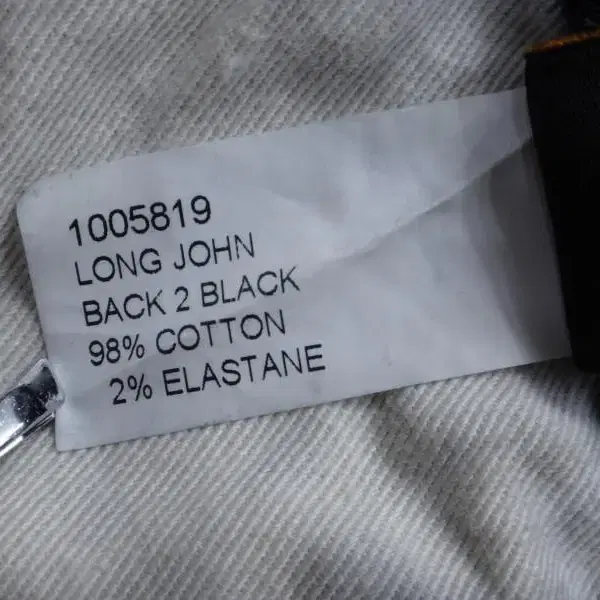 1005819
LONG JOHN
BACK 2 BLACK
98% COTTON
2% ELASTANE